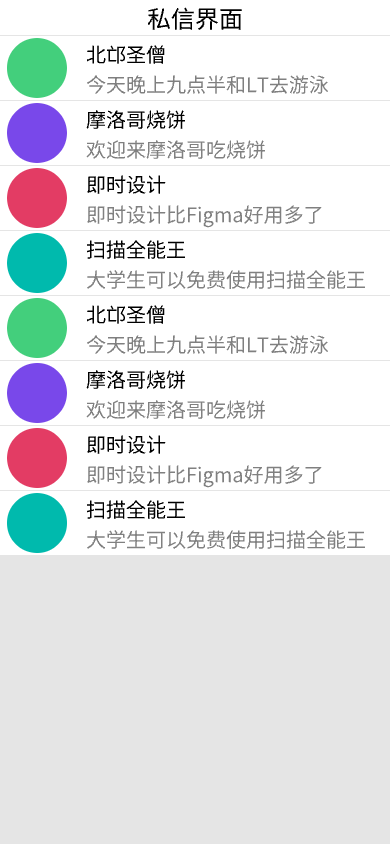 私信界面
北邙圣僧
今天晚上九点半和LT去游泳
摩洛哥烧饼
欢迎来摩洛哥吃烧饼
即时设计
即时设计比Figma好用多了
扫描全能王
大学生可以免费使用扫描全能王
北邙圣僧
今天晚上九点半和LT去游泳
摩洛哥烧饼
欢迎来摩洛哥吃烧饼
即时设计
即时设计比Figma好用多了
扫描全能王
大学生可以免费使用扫描全能王